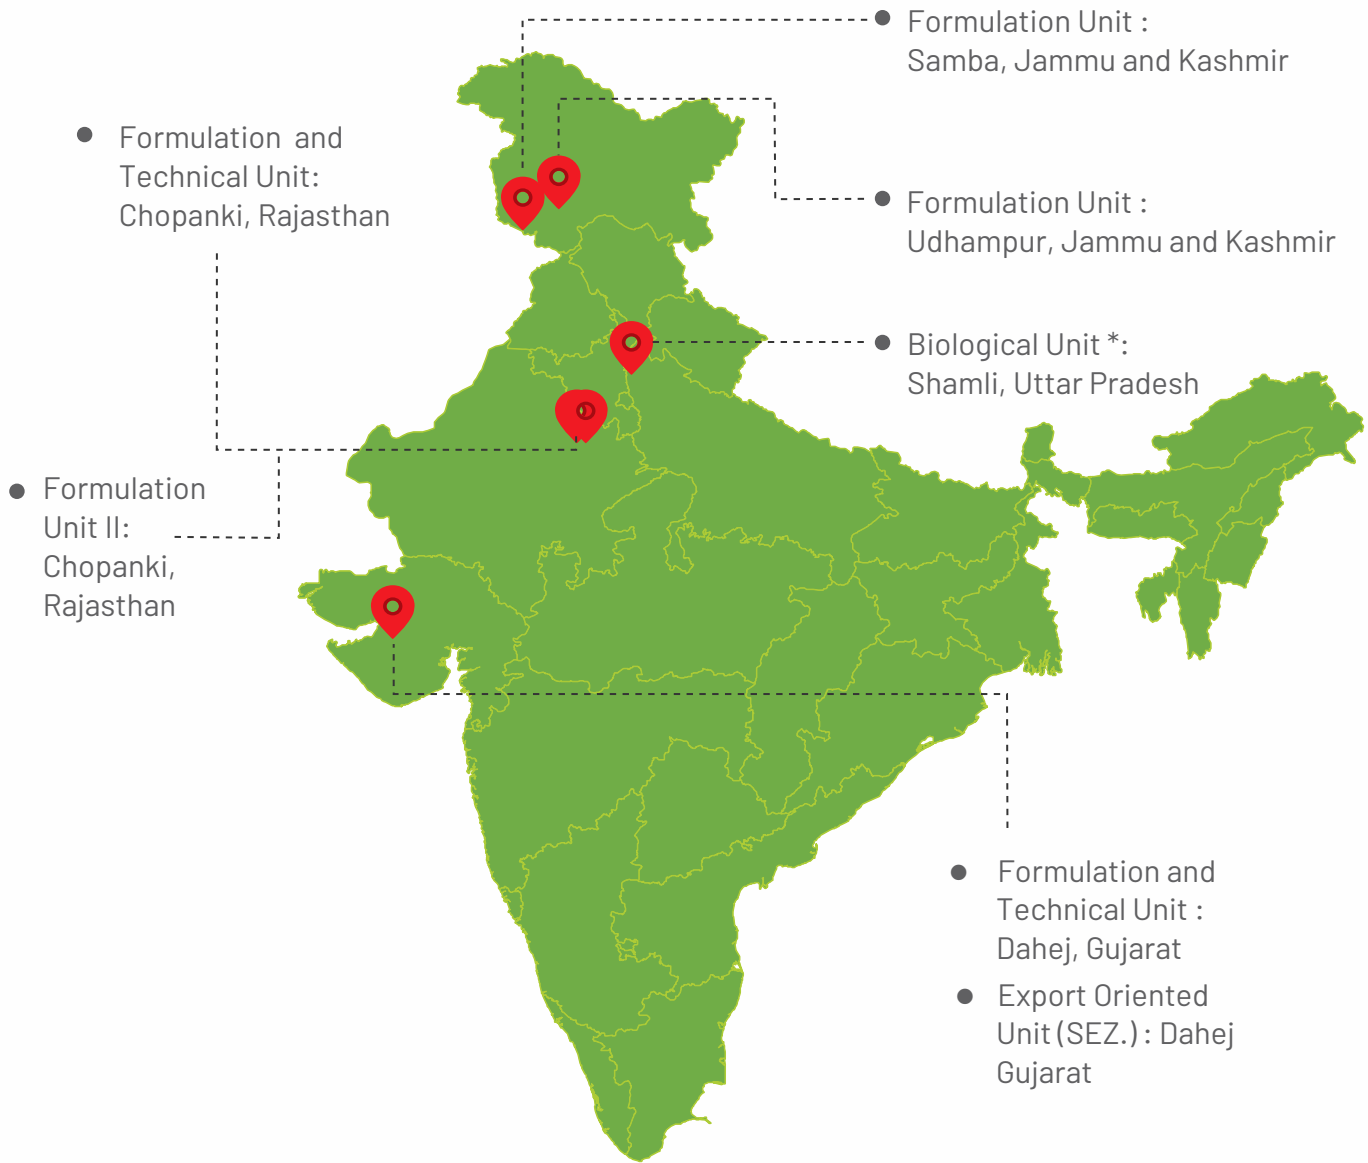 Formulation Unit :
Samba, Jammu and Kashmir
Formulation and
Technical Unit:
Chopanki, Rajasthan
Formulation Unit :
Udhampur, Jammu and Kashmir
Biological Unit *:
Shamli, Uttar Pradesh
Formulation
Unit II:
Chopanki,
Rajasthan
Formulation and
Technical Unit :
Dahej, Gujarat
Export Oriented
Unit (SEZ.) : Dahej
Gujarat